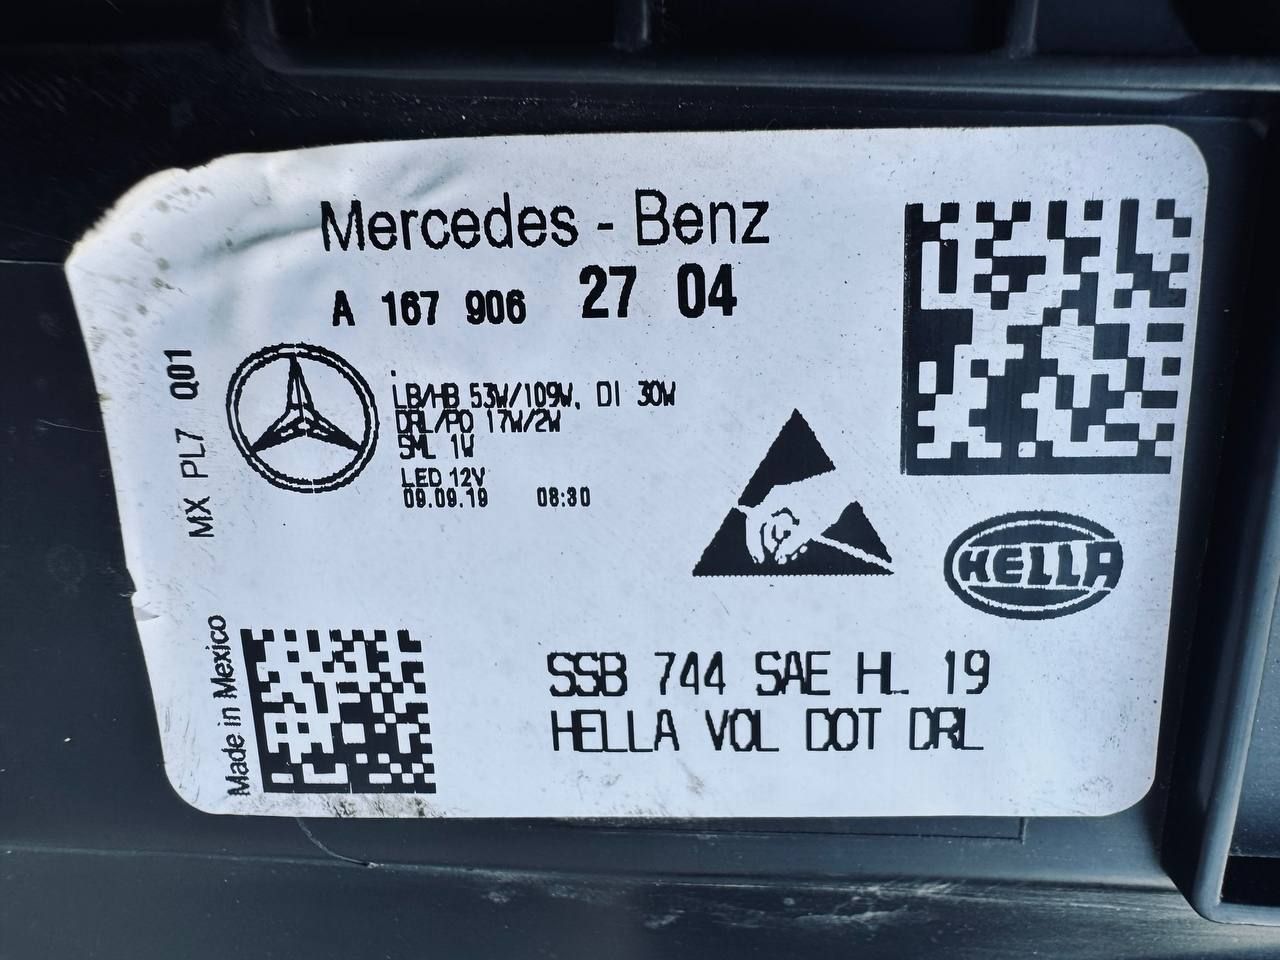 Mercedes - Benz
A 167 906 27 04
LB/HB 53W/109W, DI 30W
DRL/PO 17W/2W
SML 1W
LED 12V
09.09.19 08:30
MX PL7 Q01
HELLA
Made in Mexico
SSB 744 SAE HL 19
HELLA VOL DOT DRL